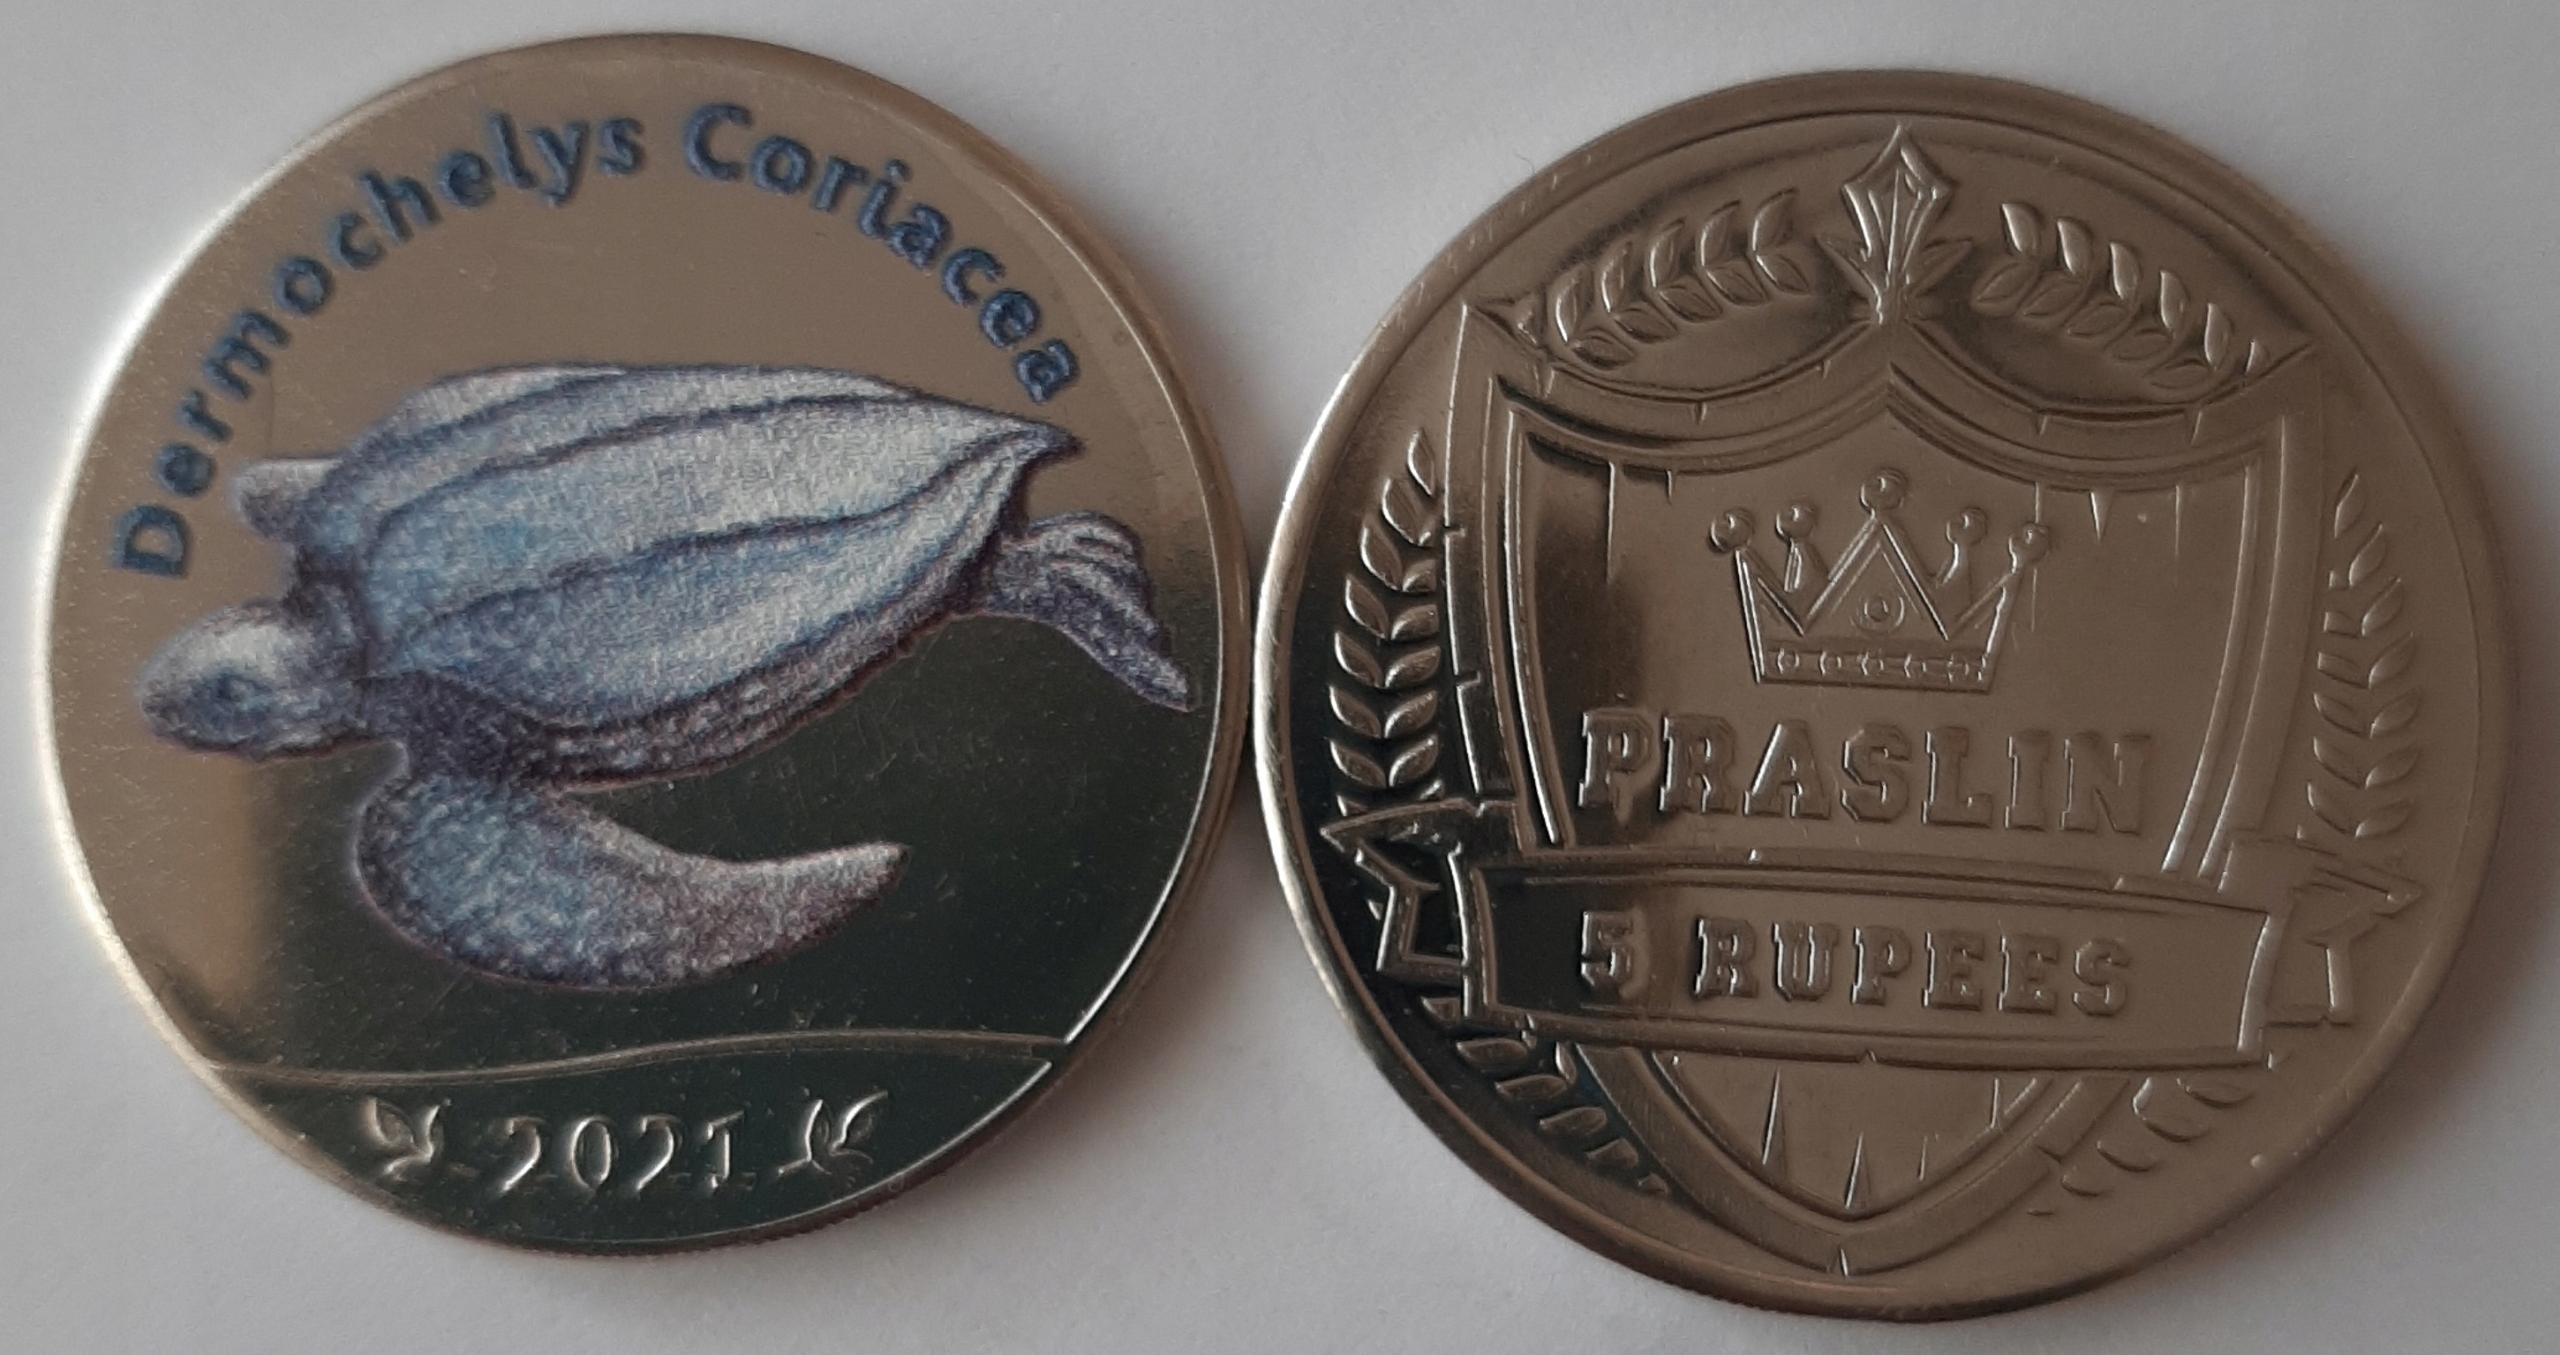 Dermochelys Coriacea
2021
PRASLIN
5 RUPEES